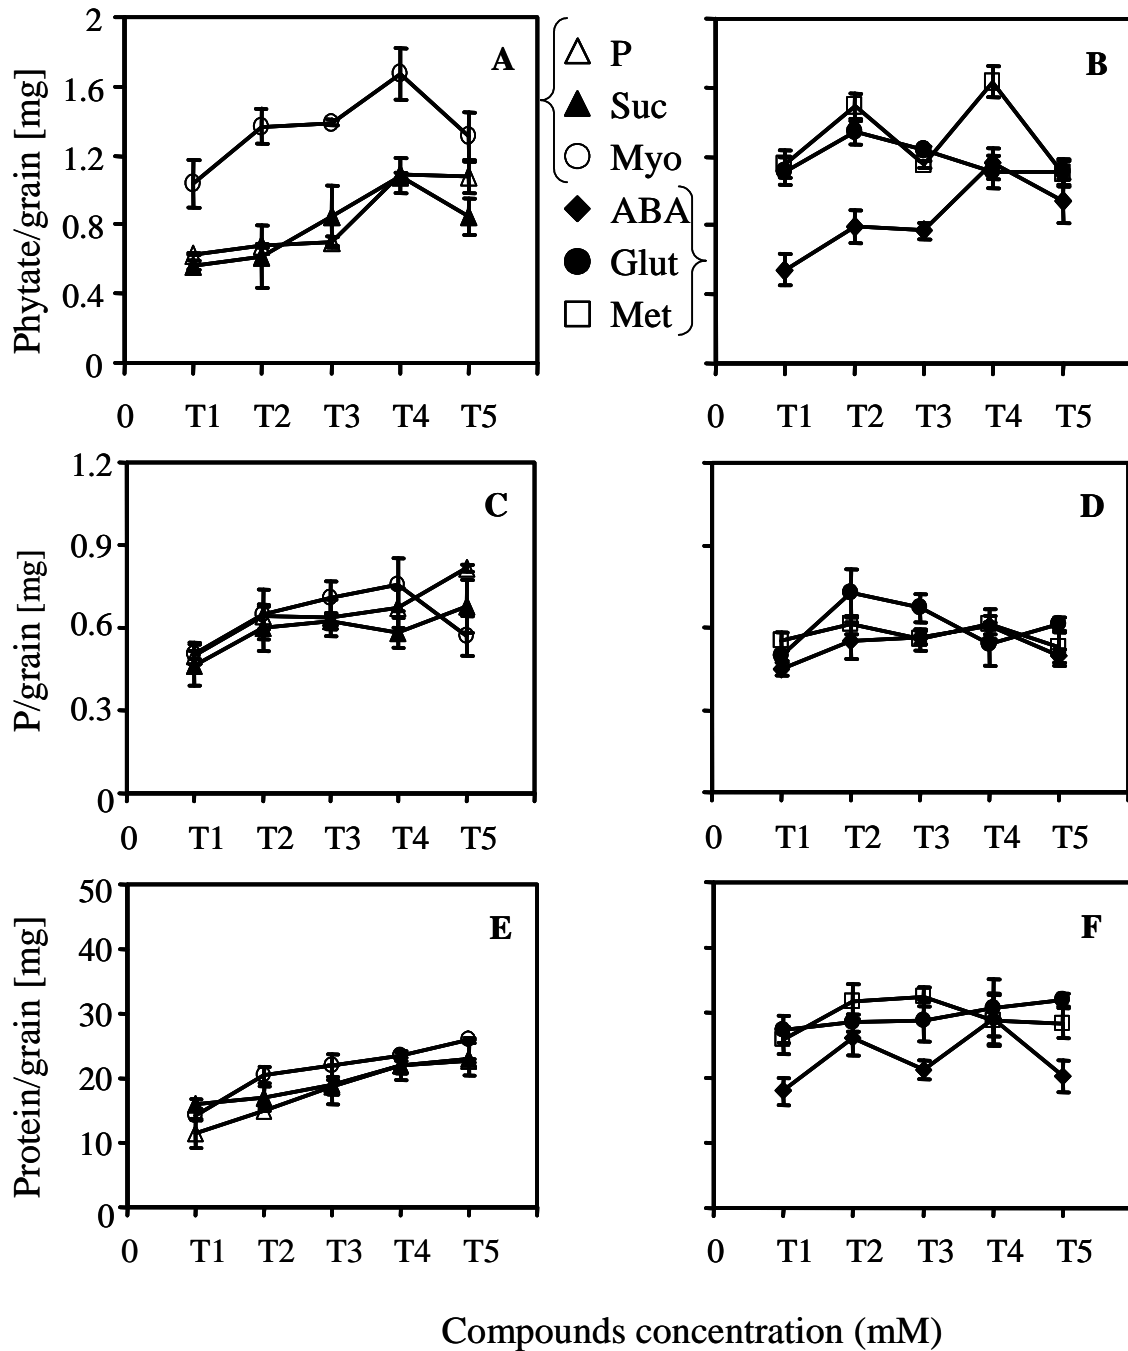 2
1.6
1.2
0.8
0.4
0
Phytate/grain [mg]
A
0 T1 T2 T3 T4 T5
P
Suc
Myo
ABA
Glut
Met
B
0 T1 T2 T3 T4 T5
1.2
0.9
0.6
0.3
0
P/grain [mg]
C
0 T1 T2 T3 T4 T5
D
0 T1 T2 T3 T4 T5
50
40
30
20
10
0
Protein/grain [mg]
E
0 T1 T2 T3 T4 T5
F
0 T1 T2 T3 T4 T5
Compounds concentration (mM)